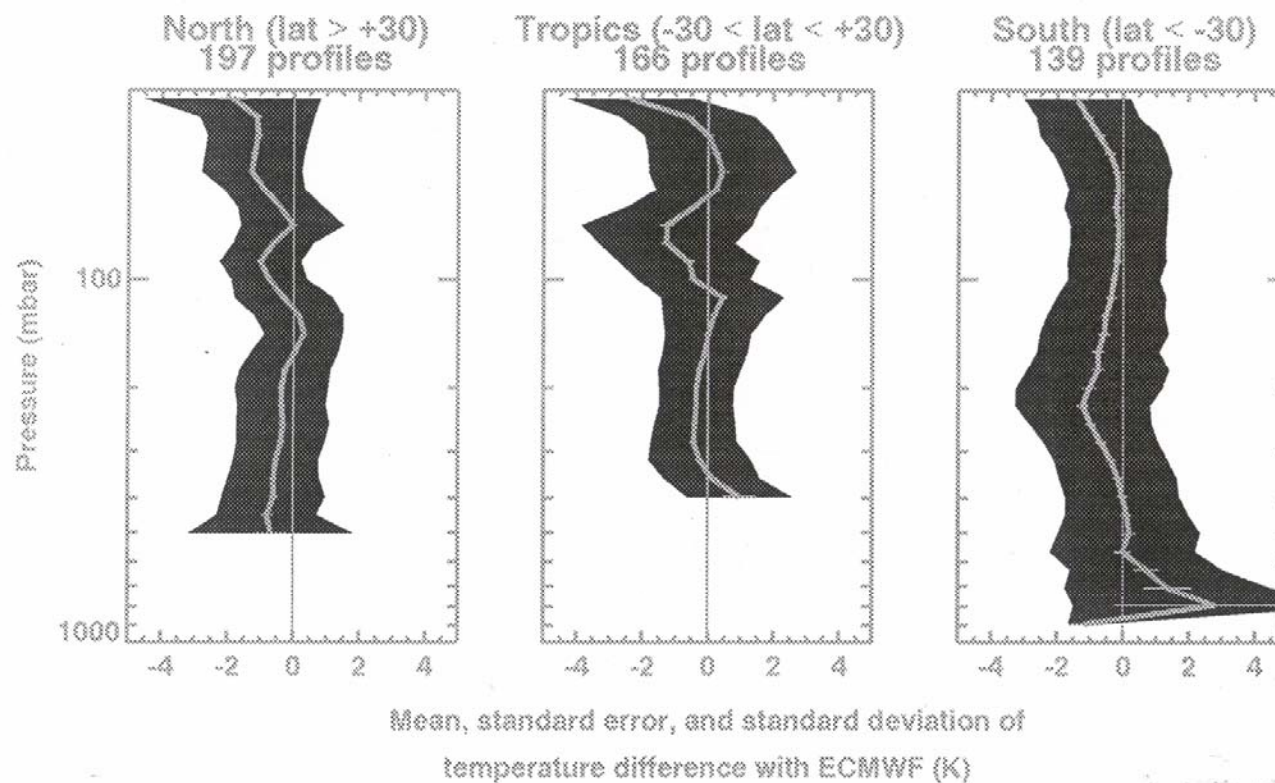 North (lat > +30)
197 profiles
Tropics (-30 < lat < +30)
166 profiles
South (lat < -30)
139 profiles
Pressure (mbar)
100
1000
-4 -2 0 2 4
-4 -2 0 2 4
-4 -2 0 2 4
Mean, standard error, and standard deviation of
temperature difference with ECMWF (K)